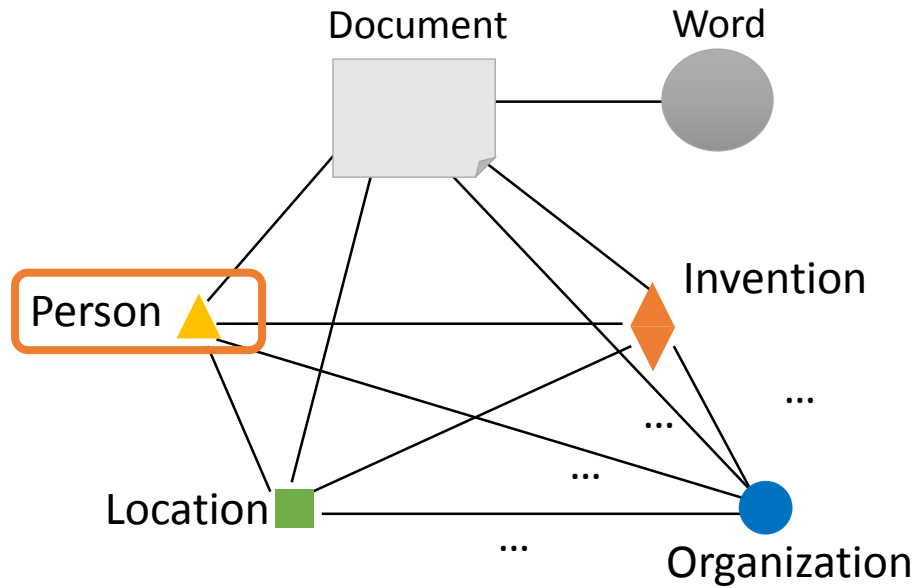 Document
Word
Invention
Person
...
...
...
Location
...
Organization